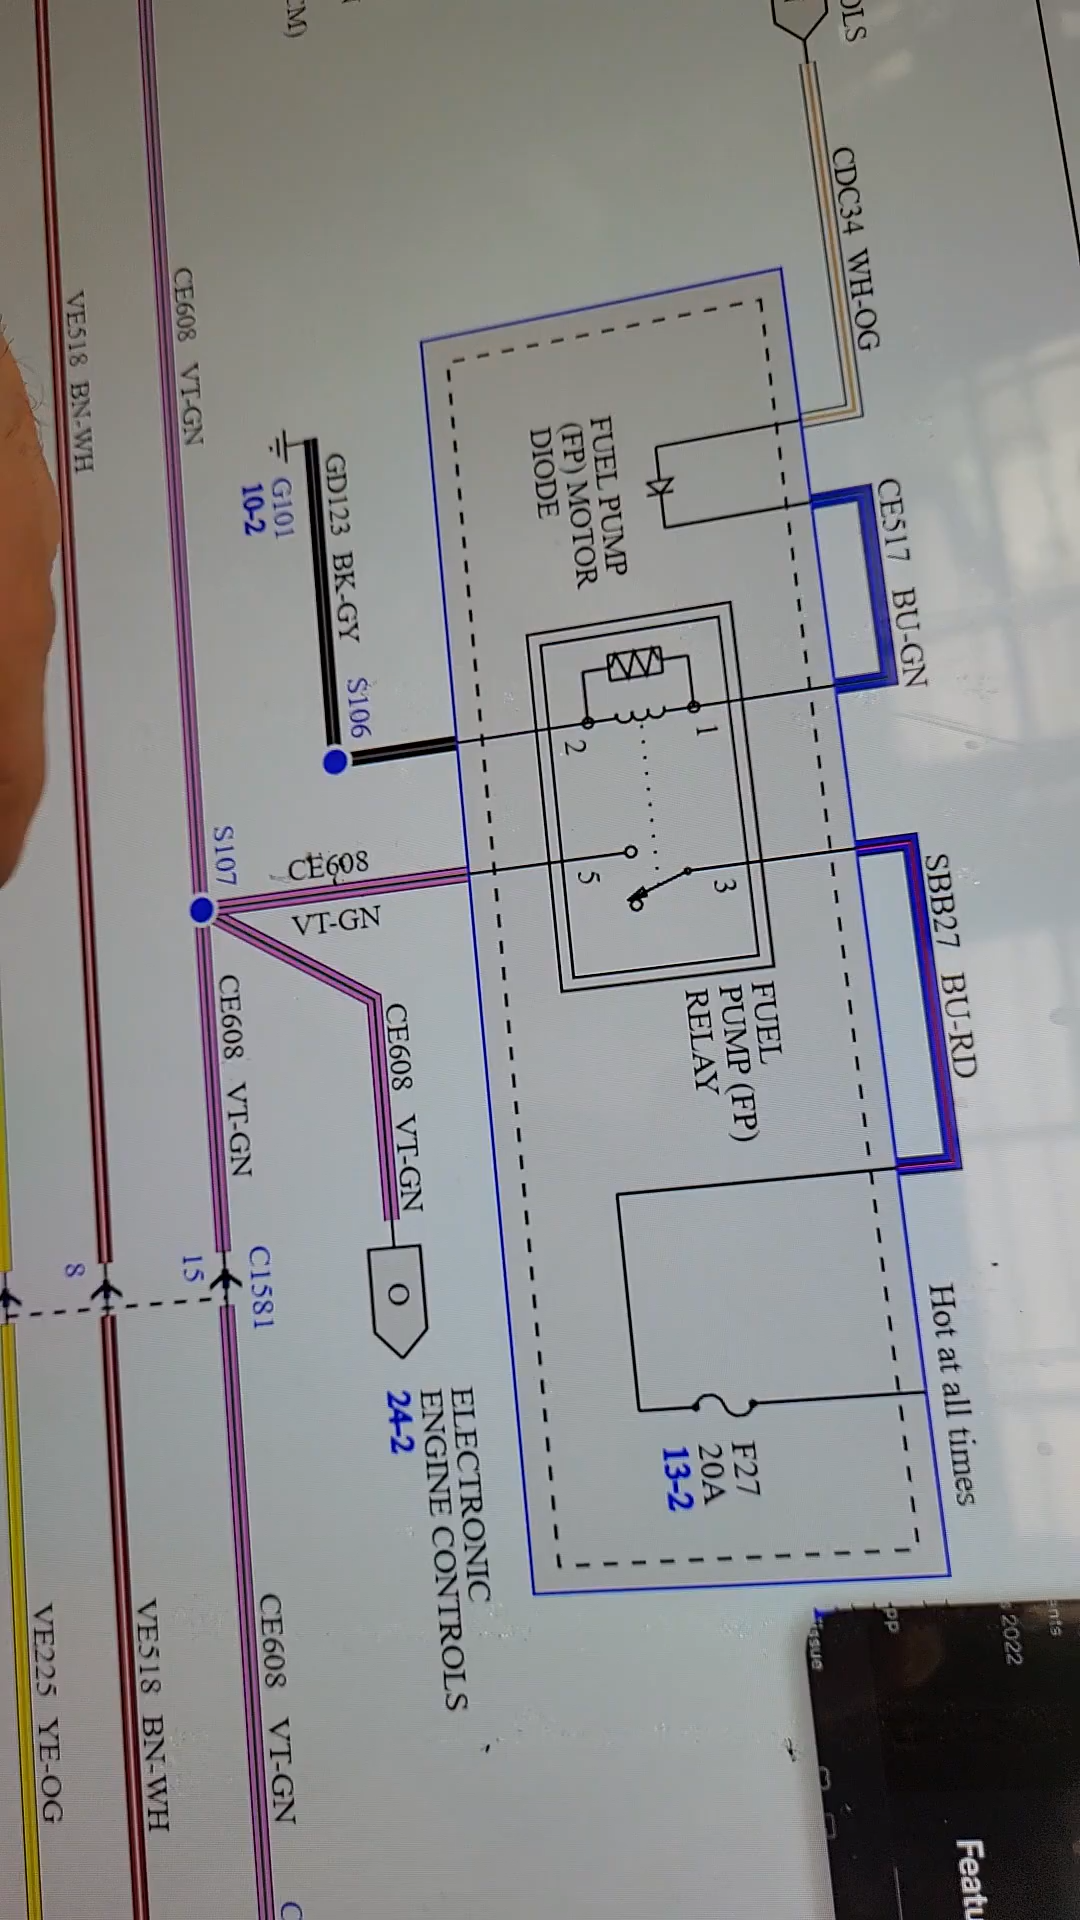 OLS
CDC34 WH-OG
CE517 BU-GN
SBB27 BU-RD
Hot at all times
FUEL PUMP
(FP) MOTOR
DIODE
1
2
3
5
FUEL
PUMP (FP)
RELAY
F27
20A
13-2
GD123 BK-GY
S106
G101
10-2
CE608
VT-GN
S107
CE608 VT-GN
CE608 VT-GN
O
ELECTRONIC
ENGINE CONTROLS
24-2
CE608 VT-GN
C1581
15
8
CE608 VT-GN
VE518 BN-WH
VE518 BN-WH
VE225 YE-OG
CM)
2022
PP
Featu